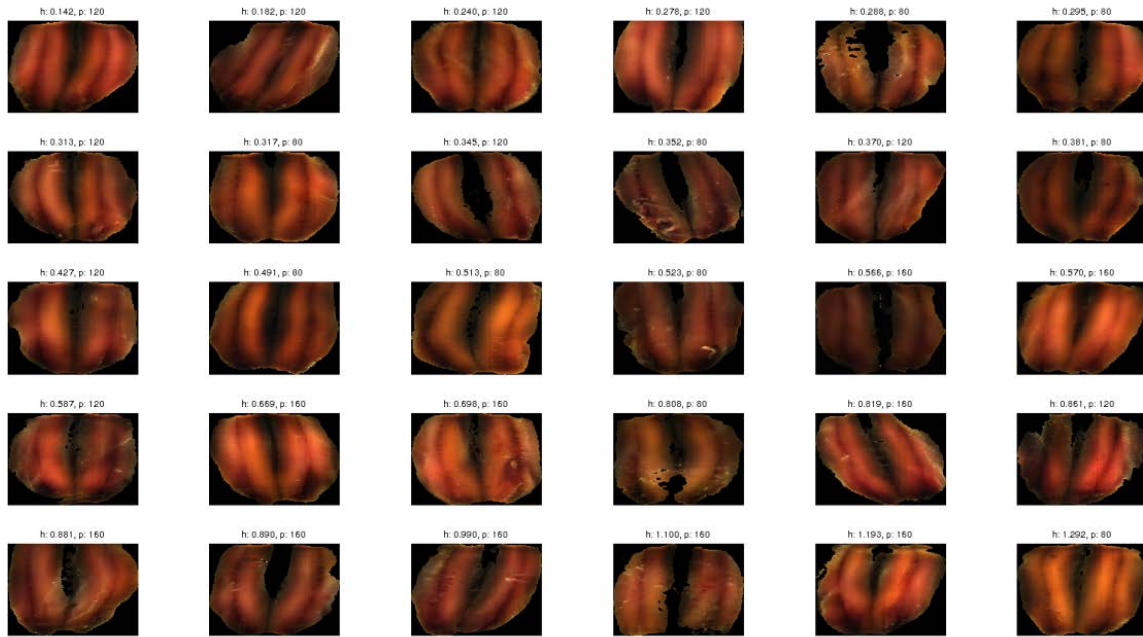 h: 0.142, p: 120 h: 0.182, p: 120 h: 0.240, p: 120 h: 0.278, p: 120 h: 0.288, p: 80 h: 0.295, p: 80
h: 0.313, p: 120 h: 0.317, p: 80 h: 0.345, p: 120 h: 0.352, p: 80 h: 0.370, p: 120 h: 0.381, p: 80
h: 0.427, p: 120 h: 0.491, p: 80 h: 0.513, p: 80 h: 0.523, p: 80 h: 0.566, p: 160 h: 0.570, p: 160
h: 0.587, p: 120 h: 0.669, p: 160 h: 0.698, p: 160 h: 0.808, p: 80 h: 0.819, p: 160 h: 0.861, p: 120
h: 0.881, p: 160 h: 0.890, p: 160 h: 0.990, p: 160 h: 1.100, p: 160 h: 1.193, p: 160 h: 1.292, p: 80